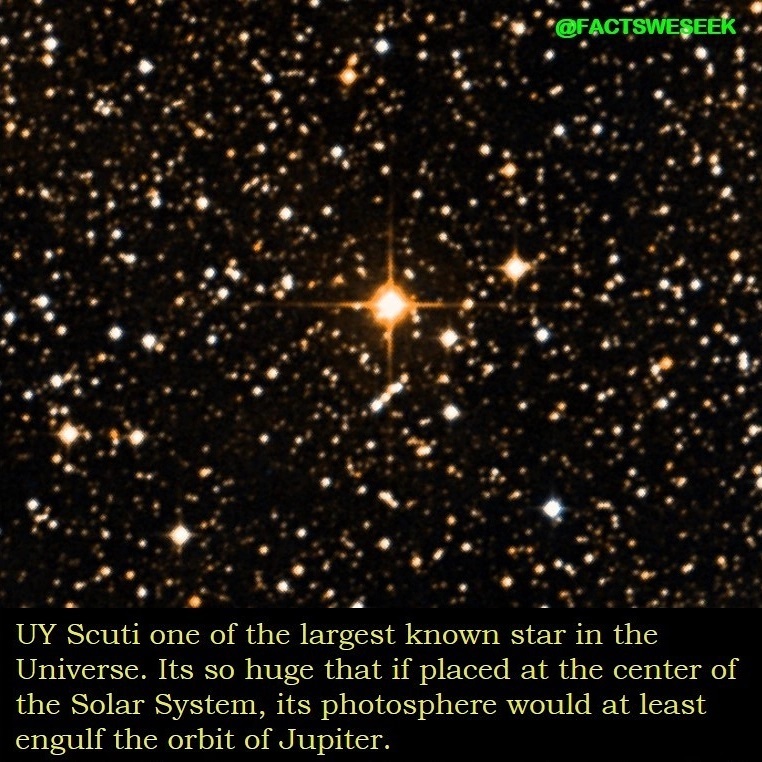 @FACTSWESEEK
UY Scuti one of the largest known star in the
Universe. Its so huge that if placed at the center of
the Solar System, its photosphere would at least
engulf the orbit of Jupiter.